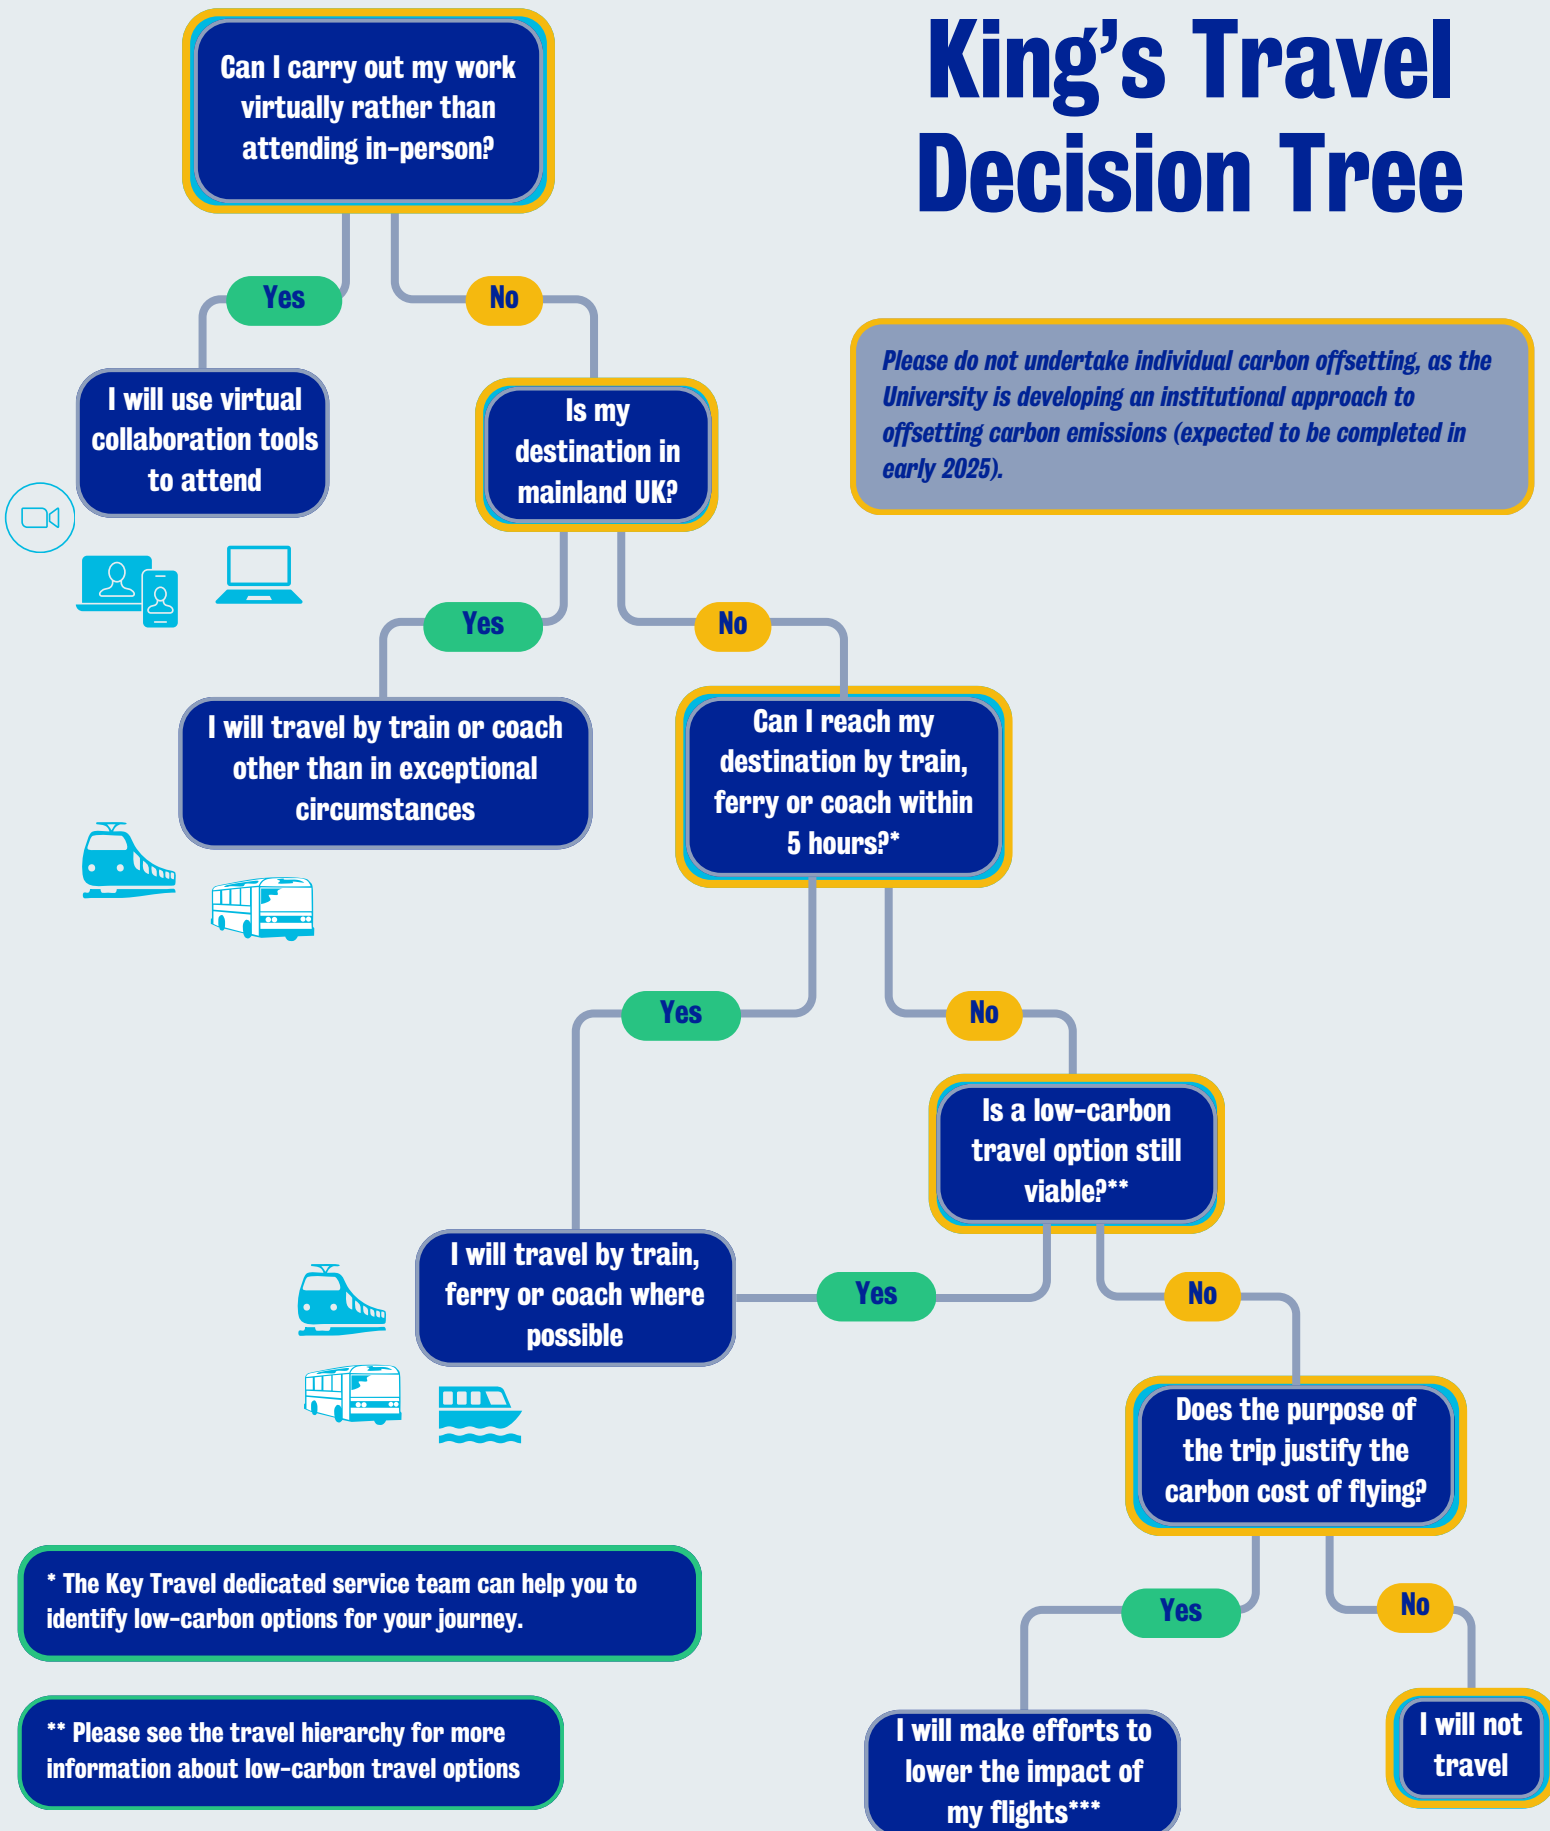 King's Travel
Decision Tree
Can I carry out my work
virtually rather than
attending in-person?
Yes
No
Please do not undertake individual carbon offsetting, as the
University is developing an institutional approach to
offsetting carbon emissions (expected to be completed in
early 2025).
I will use virtual
collaboration tools
to attend
Is my
destination in
mainland UK?
Yes
No
I will travel by train or coach
other than in exceptional
circumstances
Can I reach my
destination by train,
ferry or coach within
5 hours?*
Yes
No
Is a low-carbon
travel option still
viable?**
I will travel by train,
ferry or coach where
possible
Yes
No
Does the purpose of
the trip justify the
carbon cost of flying?
Yes
No
* The Key Travel dedicated service team can help you to
identify low-carbon options for your journey.
** Please see the travel hierarchy for more
information about low-carbon travel options
I will make efforts to
lower the impact of
my flights***
I will not
travel